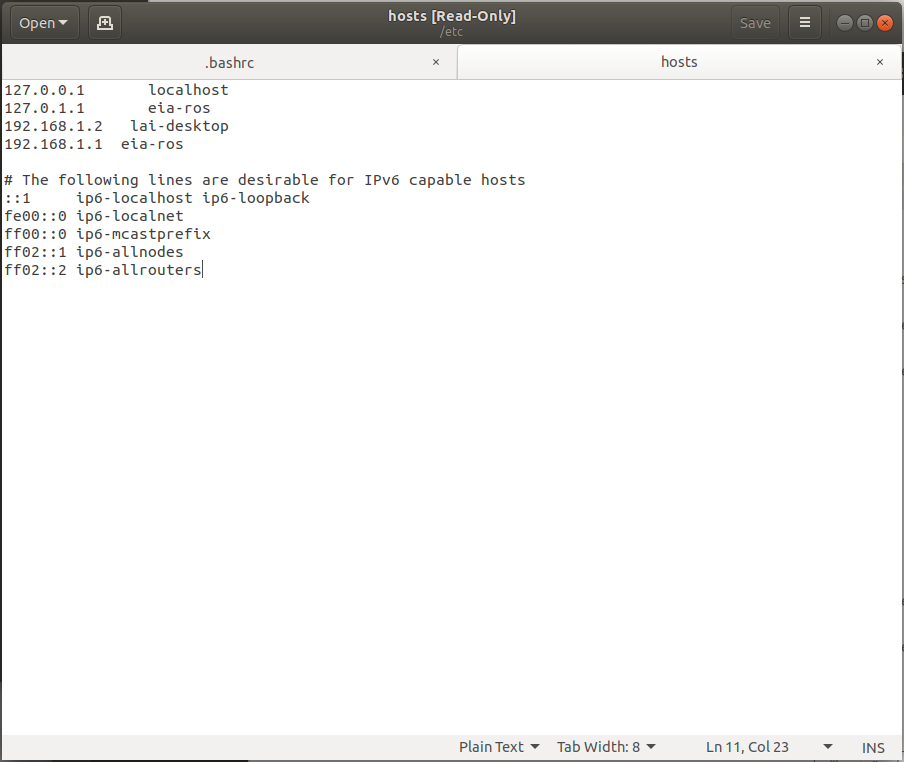 Open
hosts [Read-Only]
/etc
Save
.bashrc
hosts
127.0.0.1       localhost
127.0.1.1       eia-ros
192.168.1.2   lai-desktop
192.168.1.1  eia-ros
# The following lines are desirable for IPv6 capable hosts
::1     ip6-localhost ip6-loopback
fe00::0 ip6-localnet
ff00::0 ip6-mcastprefix
ff02::1 ip6-allnodes
ff02::2 ip6-allrouters
Plain Text
Tab Width: 8
Ln 11, Col 23
INS